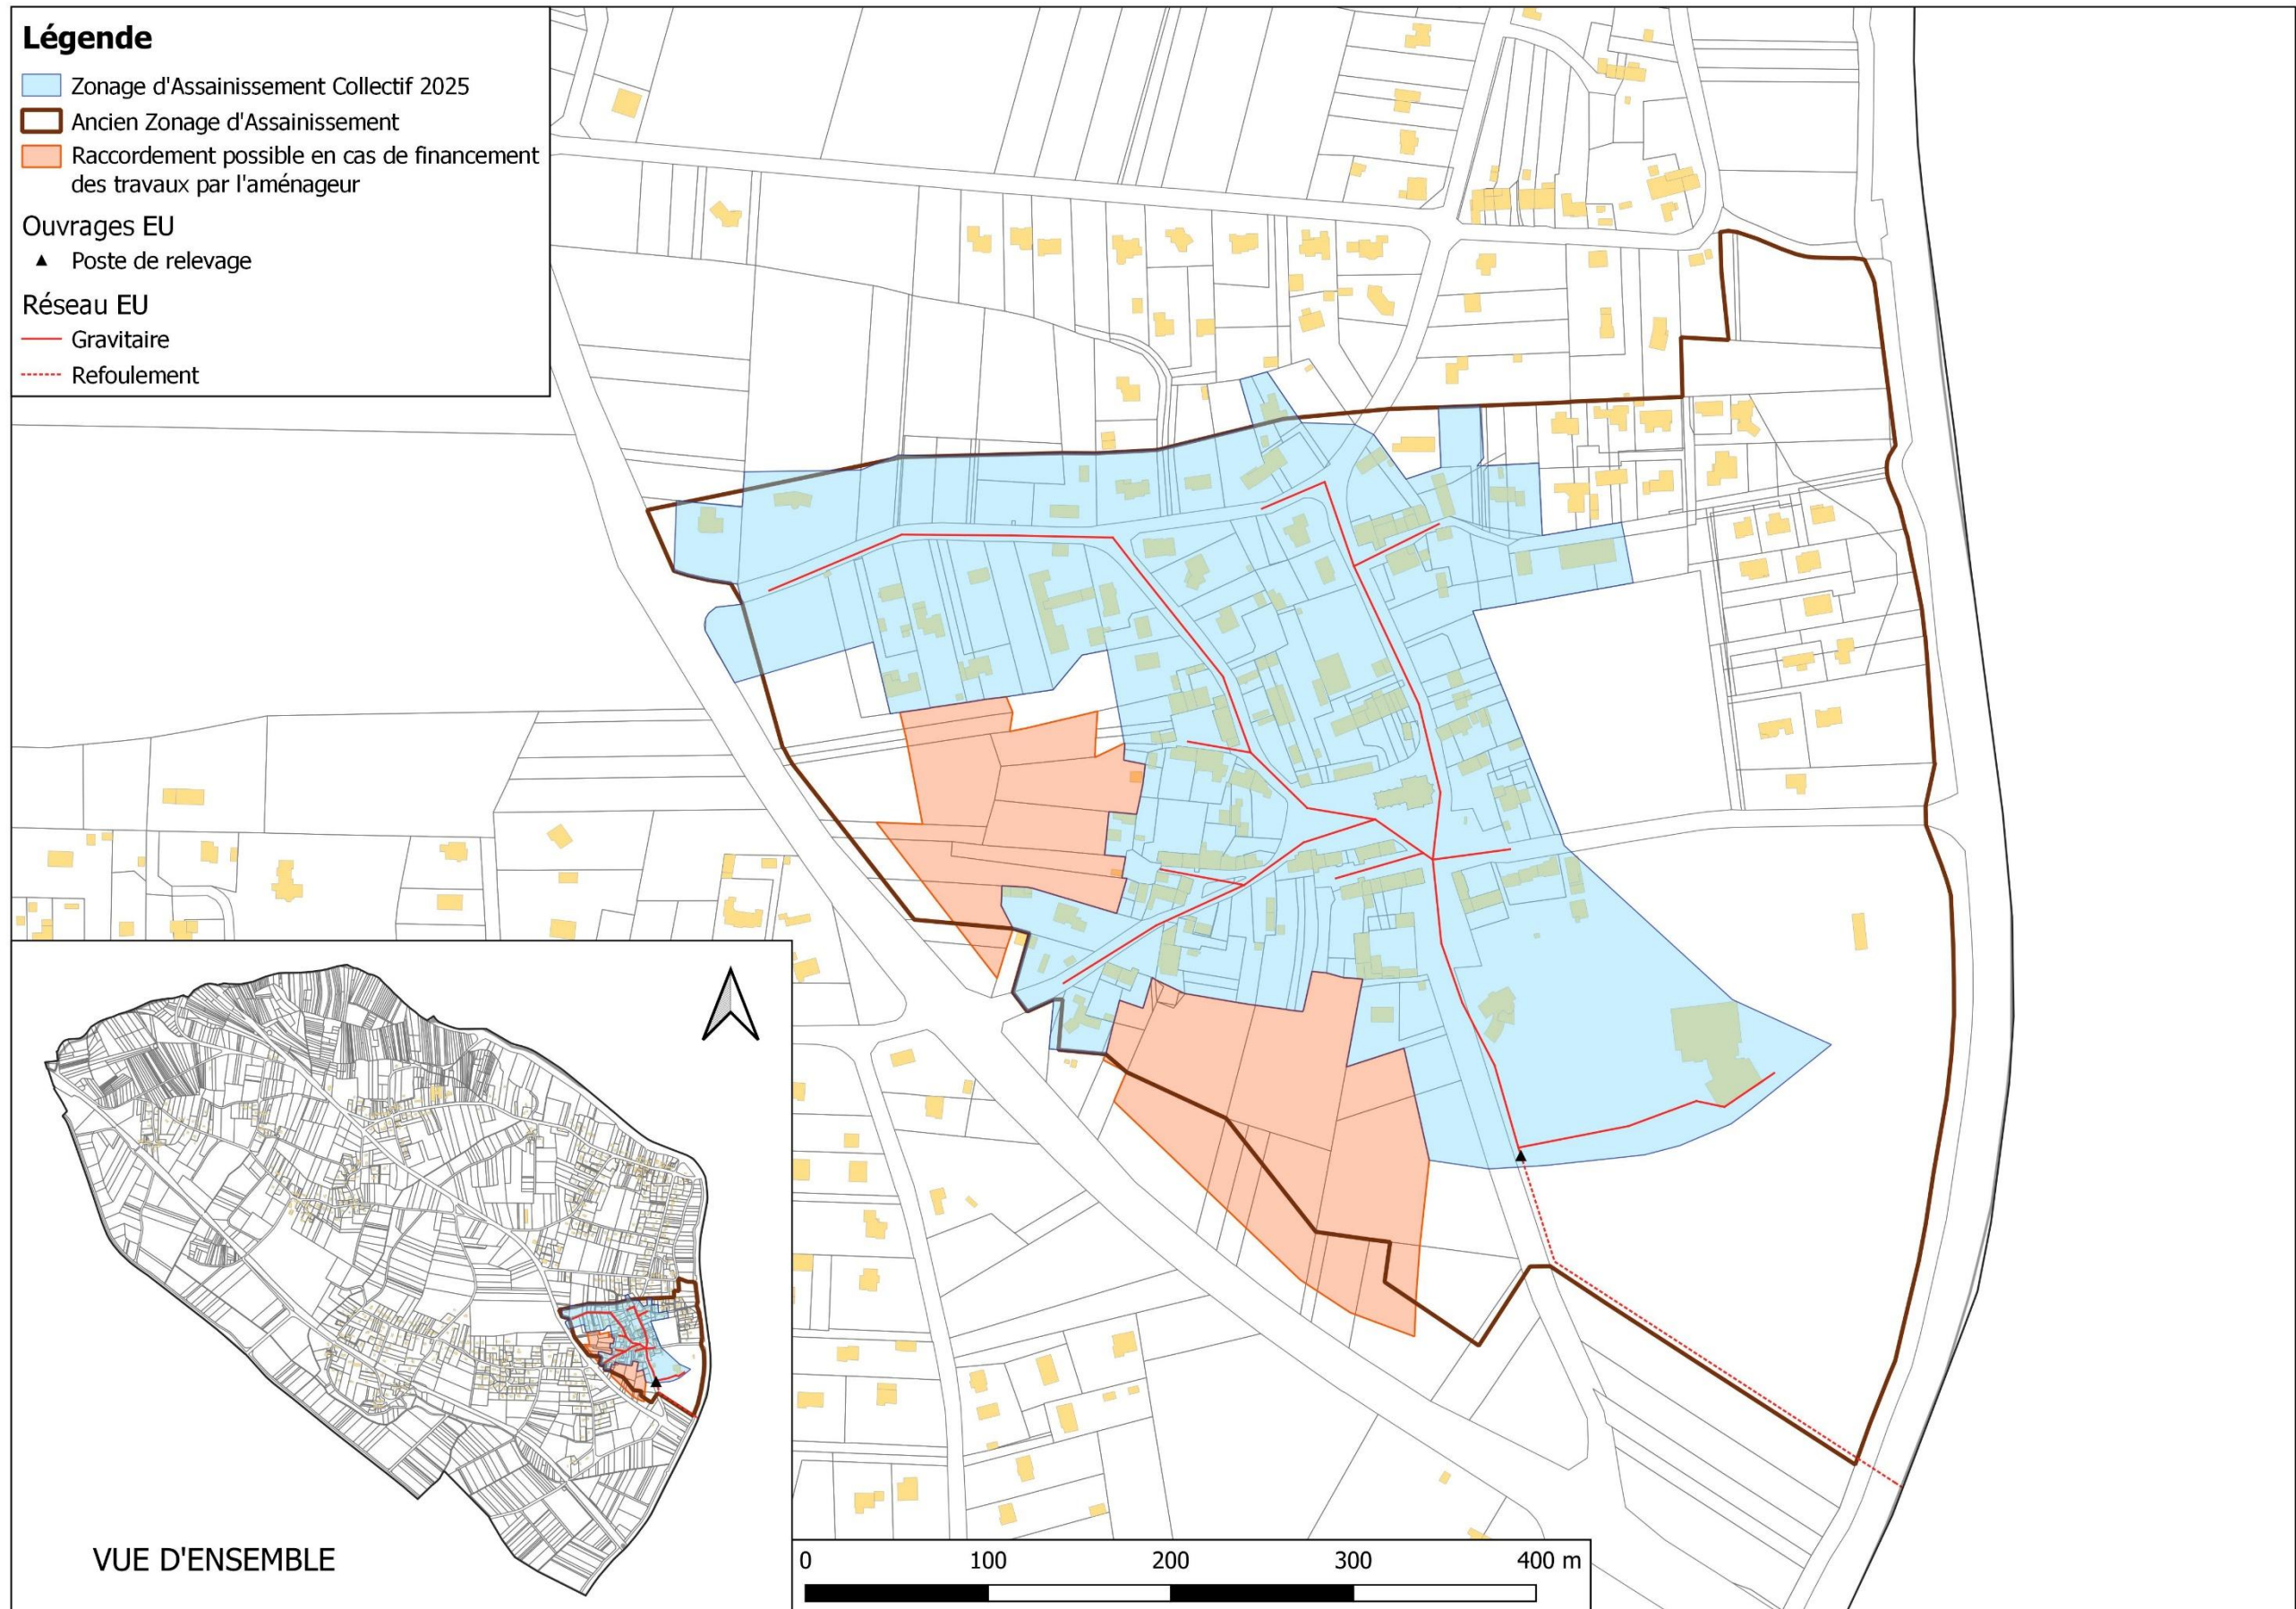 Légende
Zonage d'Assainissement Collectif 2025
Ancien Zonage d'Assainissement
Raccordement possible en cas de financement
des travaux par l'aménageur
Ouvrages EU
Poste de relevage
Réseau EU
Gravitaire
Refoulement
VUE D'ENSEMBLE
0 100 200 300 400 m